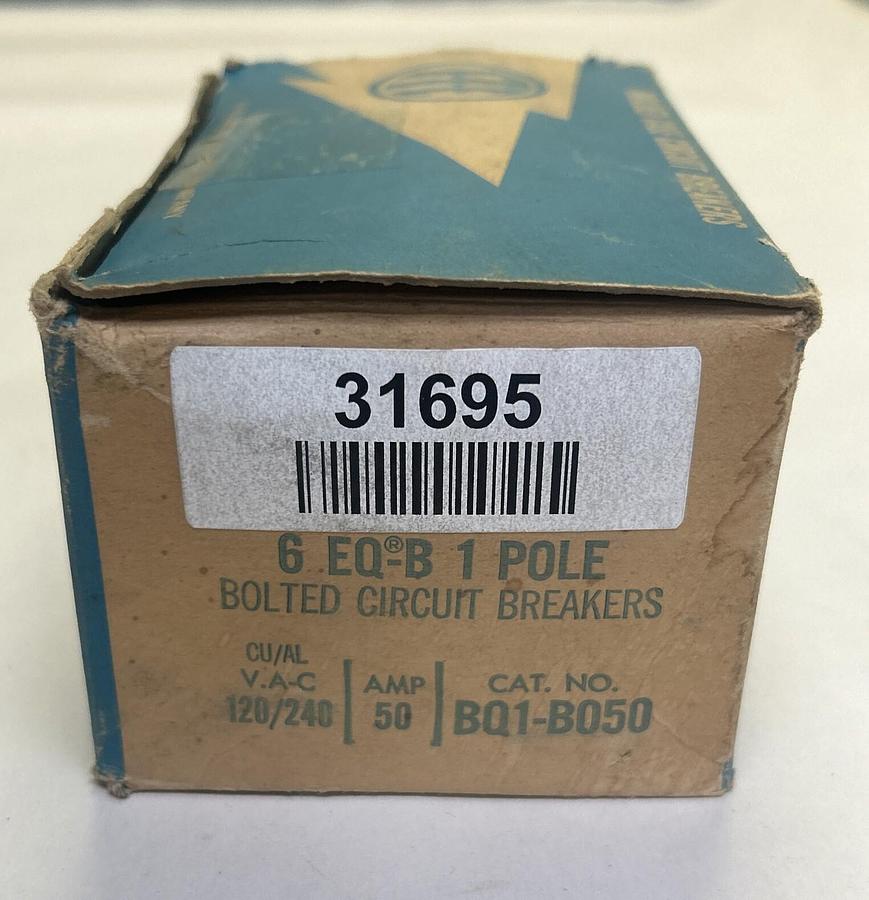 31695
6 EQ®-B 1 POLE
BOLTED CIRCUIT BREAKERS
CU/AL
V.A-C
120/240
AMP
50
CAT. NO.
BQ1-B050